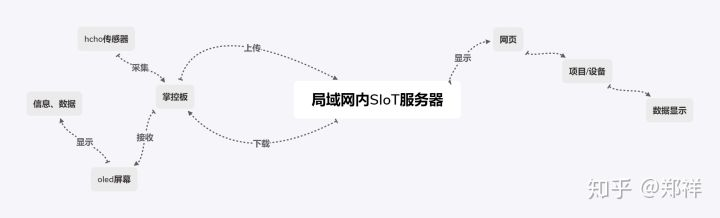 hcho传感器
采集
上传
网页
显示
项目/设备
掌控板
局域网内SIoT服务器
信息、数据
数据显示
显示
接收
下载
oled屏幕
知乎 @郑祥